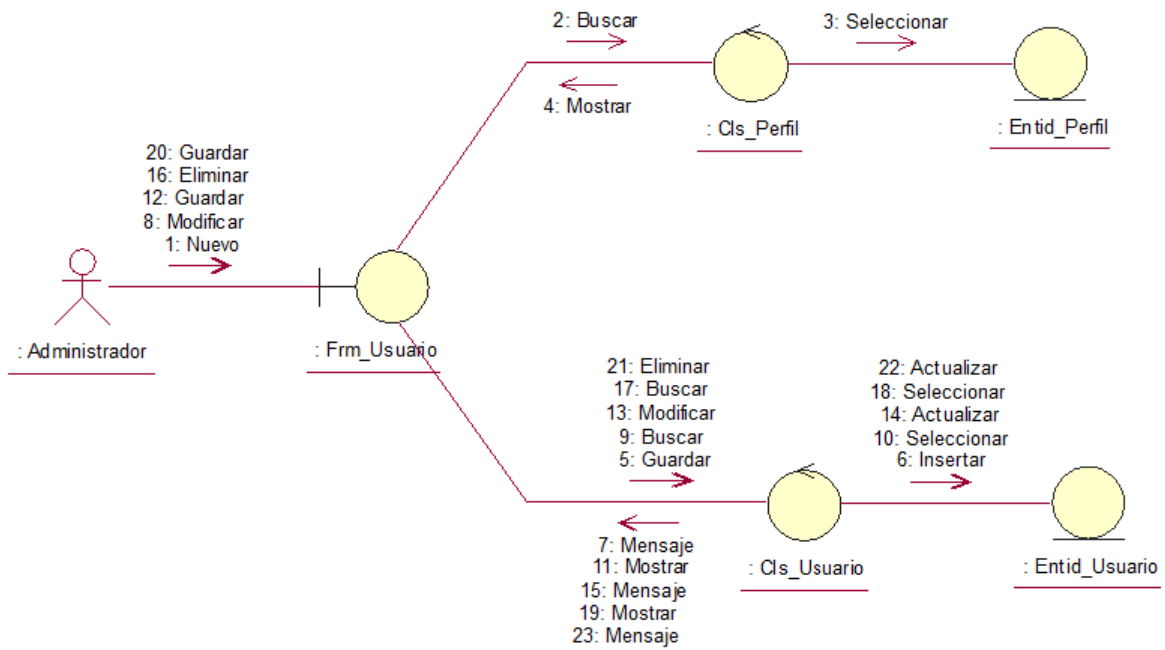 2: Buscar
3: Seleccionar
4: Mostrar
: Cls_Perfil
: Entid_Perfil
20: Guardar
16: Eliminar
12: Guardar
8: Modificar
1: Nuevo
: Administrador
: Frm_Usuario
21: Eliminar
17: Buscar
13: Modificar
9: Buscar
5: Guardar
22: Actualizar
18: Seleccionar
14: Actualizar
10: Seleccionar
6: Insertar
7: Mensaje
11: Mostrar
15: Mensaje
19: Mostrar
23: Mensaje
: Cls_Usuario
: Entid_Usuario